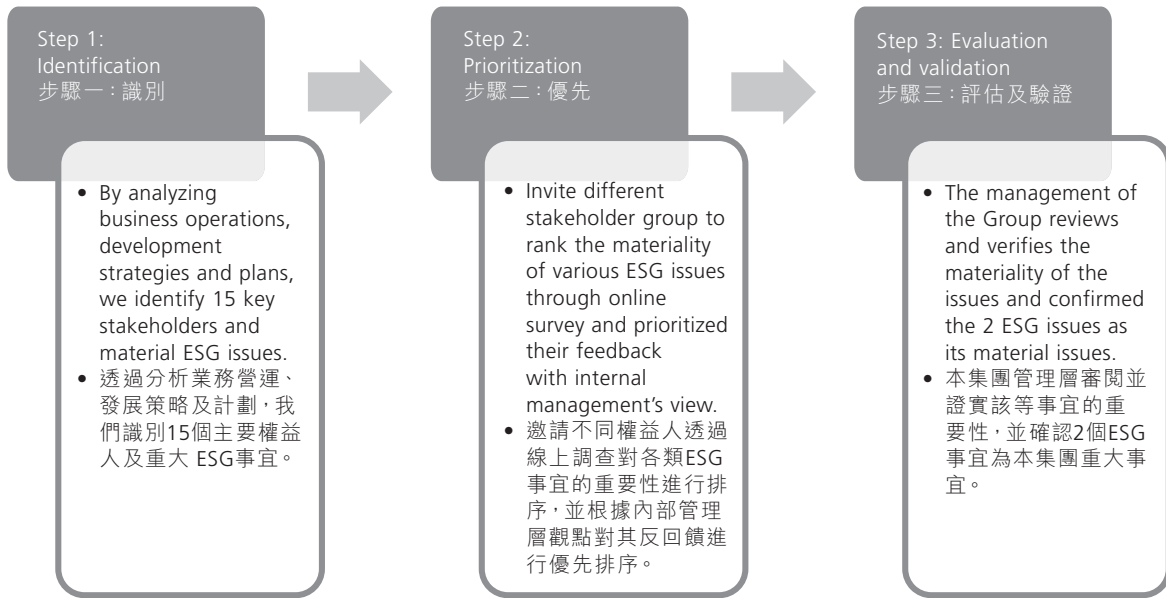 Step 1:
Identification
步驟一：識別
• By analyzing
business operations,
development
strategies and plans,
we identify 15 key
stakeholders and
material ESG issues.
• 透過分析業務營運、
發展策略及計劃，我
們識別15個主要權益
人及重大 ESG事宜。
Step 2:
Prioritization
步驟二：優先
• Invite different
stakeholder group to
rank the materiality
of various ESG issues
through online
survey and prioritized
their feedback
with internal
management's view.
• 邀請不同權益人透過
線上調查對各類ESG
事宜的重要性進行排
序，並根據內部管理
層觀點對其反回饋進
行優先排序。
Step 3: Evaluation
and validation
步驟三：評估及驗證
• The management of
the Group reviews
and verifies the
materiality of the
issues and confirmed
the 2 ESG issues as
its material issues.
• 本集團管理層審閱並
證實該等事宜的重
要性，並確認2個ESG
事宜為本集團重大事
宜。